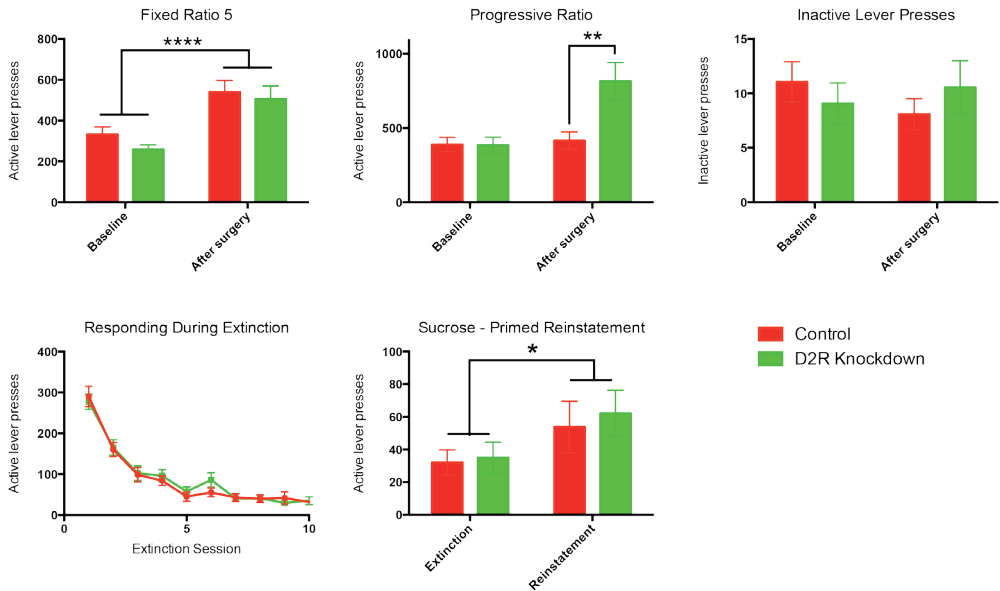 Fixed Ratio 5
Active lever presses
800
600
400
200
0
****
Baseline
After surgery
Progressive Ratio
Active lever presses
1000
500
0
**
Baseline
After surgery
Inactive Lever Presses
Inactive lever presses
15
10
5
0
Baseline
After surgery
Responding During Extinction
Active lever presses
400
300
200
100
0
0
5
10
Extinction Session
Sucrose - Primed Reinstatement
Active lever presses
100
80
60
40
20
0
*
Extinction
Reinstatement
Control
D2R Knockdown